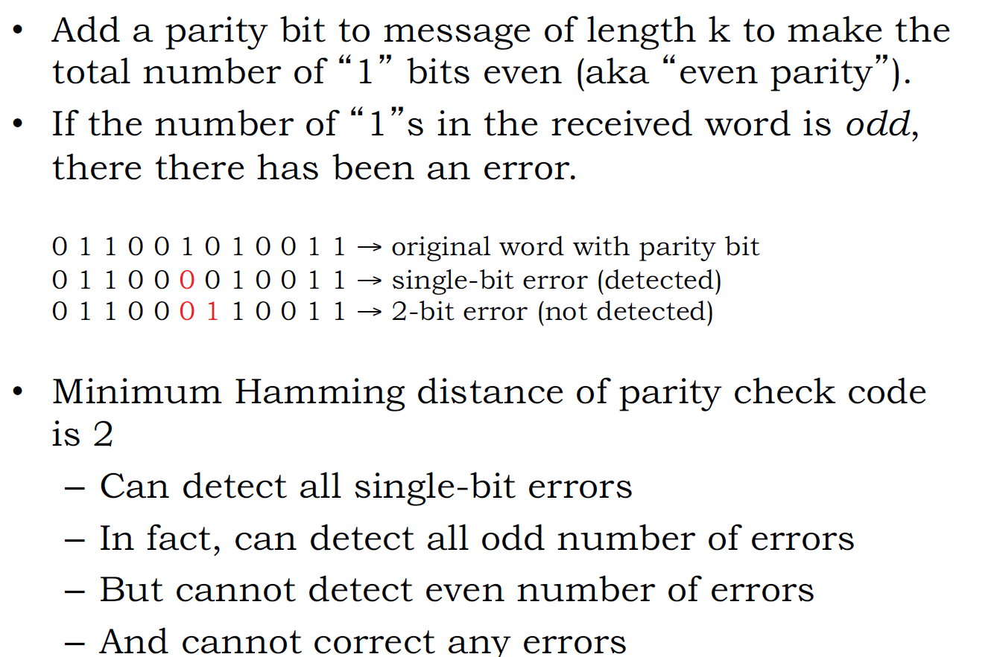 • Add a parity bit to message of length k to make the
total number of “1” bits even (aka “even parity”).
• If the number of “1”s in the received word is odd,
there there has been an error.
0 1 1 0 0 1 0 1 0 0 1 1 → original word with parity bit
0 1 1 0 0 0 0 1 0 0 1 1 → single-bit error (detected)
0 1 1 0 0 0 1 1 0 0 1 1 → 2-bit error (not detected)
• Minimum Hamming distance of parity check code
is 2
– Can detect all single-bit errors
– In fact, can detect all odd number of errors
– But cannot detect even number of errors
– And cannot correct any errors